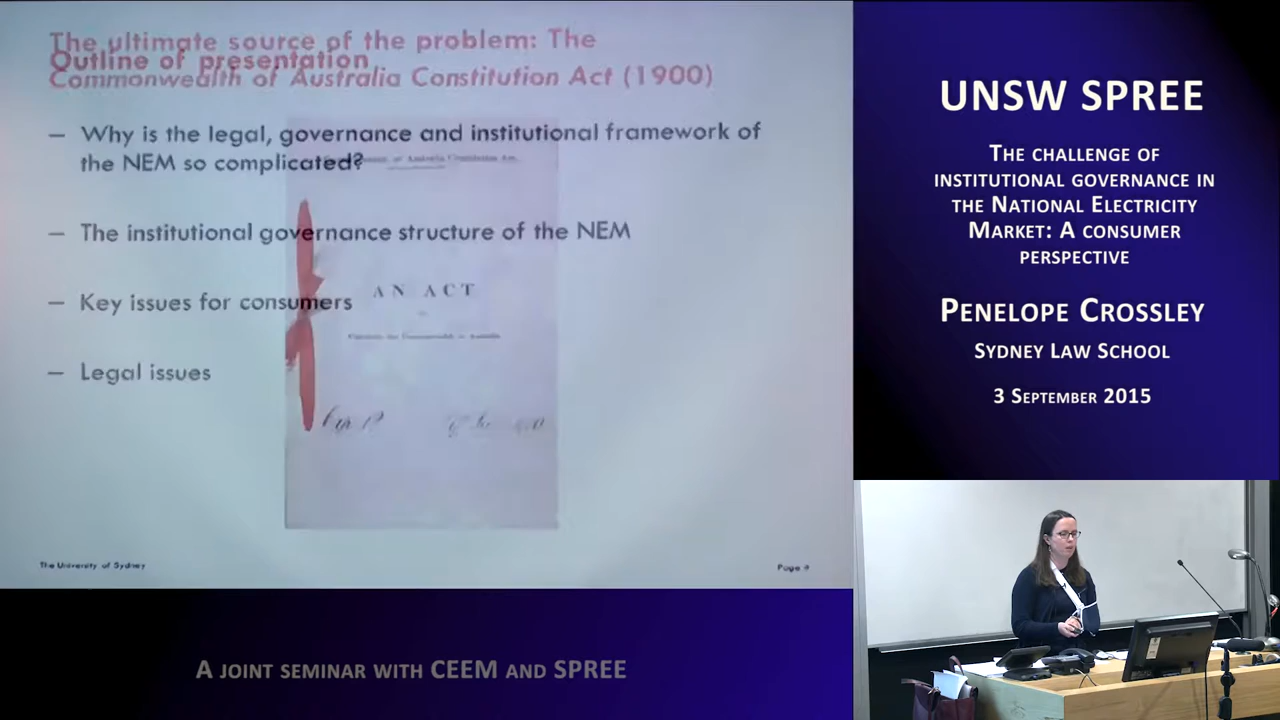 The ultimate source of the problem: The
Outline of presentation
Commonwealth of Australia Constitution Act (1900)
– Why is the legal, governance and institutional framework of
the NEM so complicated?
– The institutional governance structure of the NEM
– Key issues for consumers
– Legal issues
AN ACT
The University of Sydney
Page
UNSW SPREE
The challenge of
institutional governance in
the National Electricity
Market: A consumer
perspective
Penelope Crossley
Sydney Law School
3 September 2015
A joint seminar with CEEM and SPREE